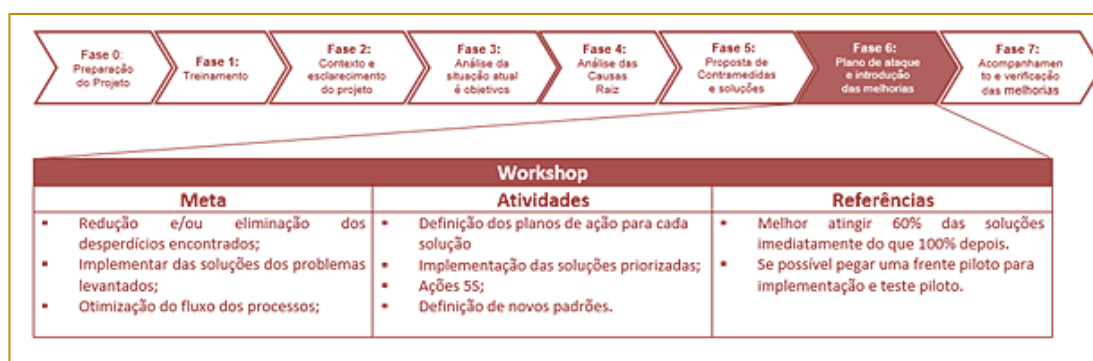 Fase 0:
Preparação
do Projeto
Fase 1:
Treinamento
Fase 2:
Contexto e
esclarecimento
do projeto
Fase 3:
Análise da
situação atual
é objetivos
Fase 4:
Análise das
Causas
Raiz
Fase 5:
Proposta de
Contramedidas
e soluções
Fase 6:
Plano de ataque
e introdução
das melhorias
Fase 7:
Acompanhamen
to e verificação
das melhorias
Workshop
Meta
▪ Redução e/ou eliminação dos
desperdícios encontrados;
▪ Implementar das soluções dos problemas
levantados;
▪ Otimização do fluxo dos processos;
Atividades
▪ Definição dos planos de ação para cada
solução
▪ Implementação das soluções priorizadas;
▪ Ações 5S;
▪ Definição de novos padrões.
Referências
▪ Melhor atingir 60% das soluções
imediatamente do que 100% depois.
▪ Se possível pegar uma frente piloto para
implementação e teste piloto.